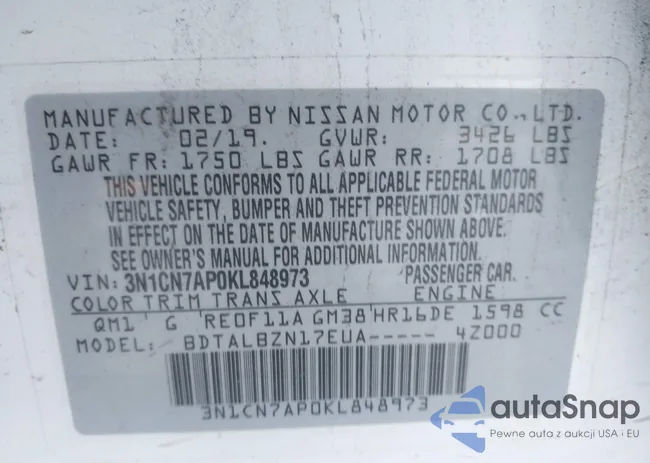 MANUFACTURED BY NISSAN MOTOR CO., LTD.
DATE: 02/19. GVWR: 3426 LBS
GAWR FR: 1750 LBS GAWR RR: 1708 LBS
THIS VEHICLE CONFORMS TO ALL APPLICABLE FEDERAL MOTOR
VEHICLE SAFETY, BUMPER AND THEFT PREVENTION STANDARDS
IN EFFECT ON THE DATE OF MANUFACTURE SHOWN ABOVE.
SEE OWNER'S MANUAL FOR ADDITIONAL INFORMATION.
VIN: 3N1CN7AP0KL848973 PASSENGER CAR.
COLOR TRIM TRANS AXLE ENGINE
QM1 G RE0F11A GM38 HR16DE 1598 CC
MODEL: BDTALBZN17EUA----- 4Z000
3N1CN7AP0KL848973
autoSnap
Pewne auta z aukcji USA i EU